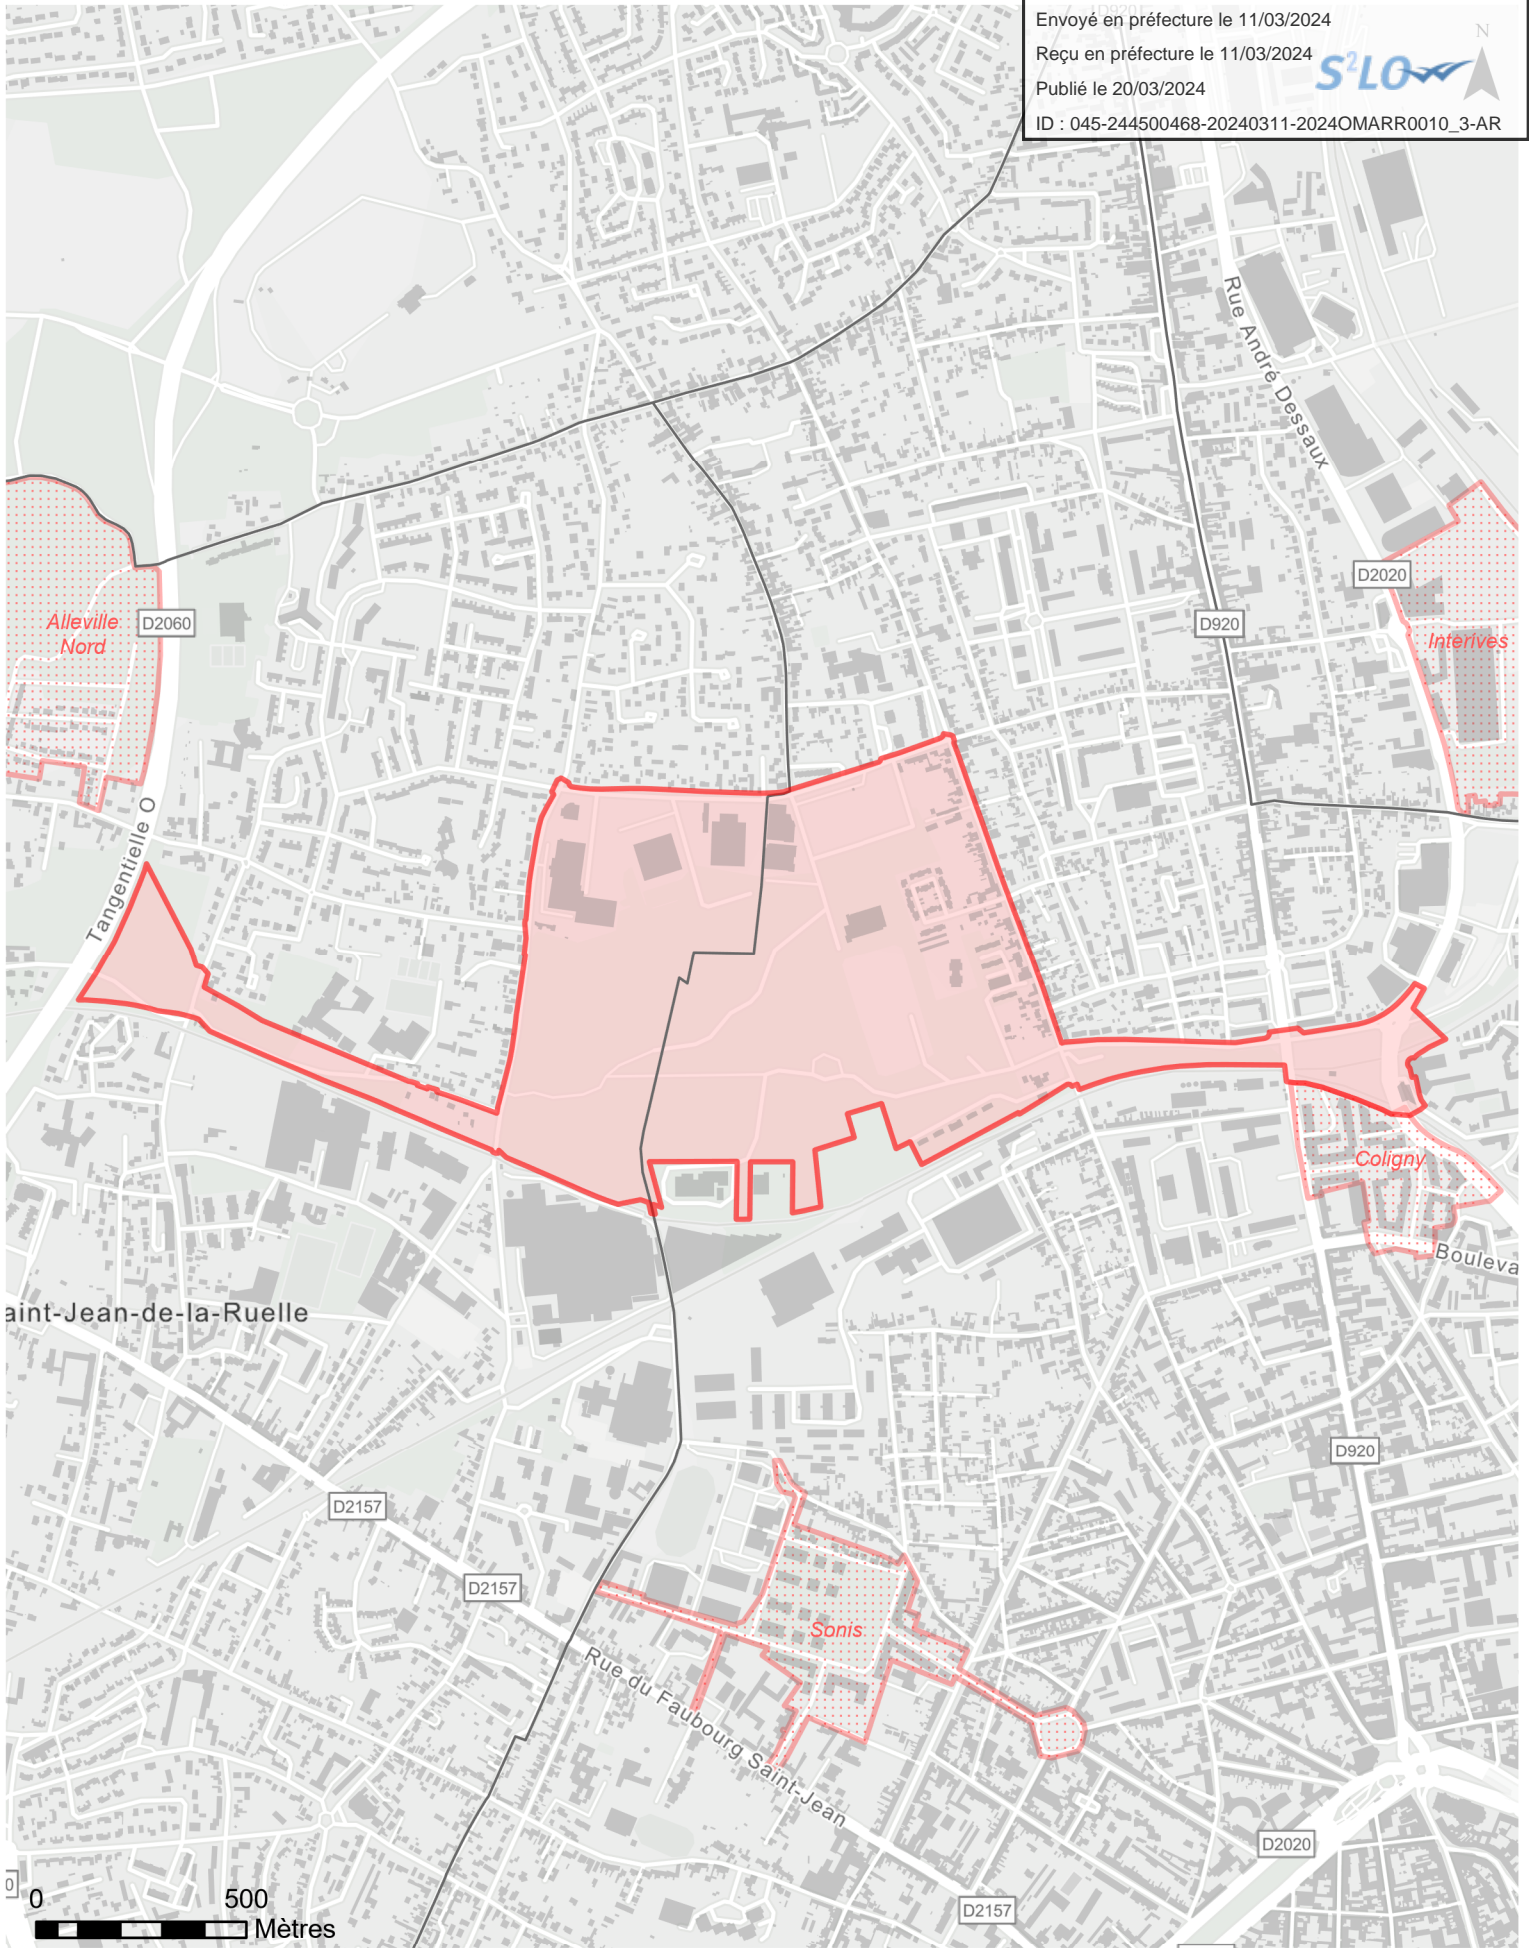 Envoyé en préfecture le 11/03/2024
Reçu en préfecture le 11/03/2024
Publié le 20/03/2024
ID : 045-244500468-20240311-2024OMARR0010_3-AR
S²LO
N
D920
Rue André Dessaux
D2020
D920
Interives
Alleville
Nord
D2060
Tangentielle O
Coligny
Bouleva
aint-Jean-de-la-Ruelle
D920
D2157
D2157
Sonis
Rue du Faubourg Saint-Jean
D2020
D2157
0
0 500
Mètres